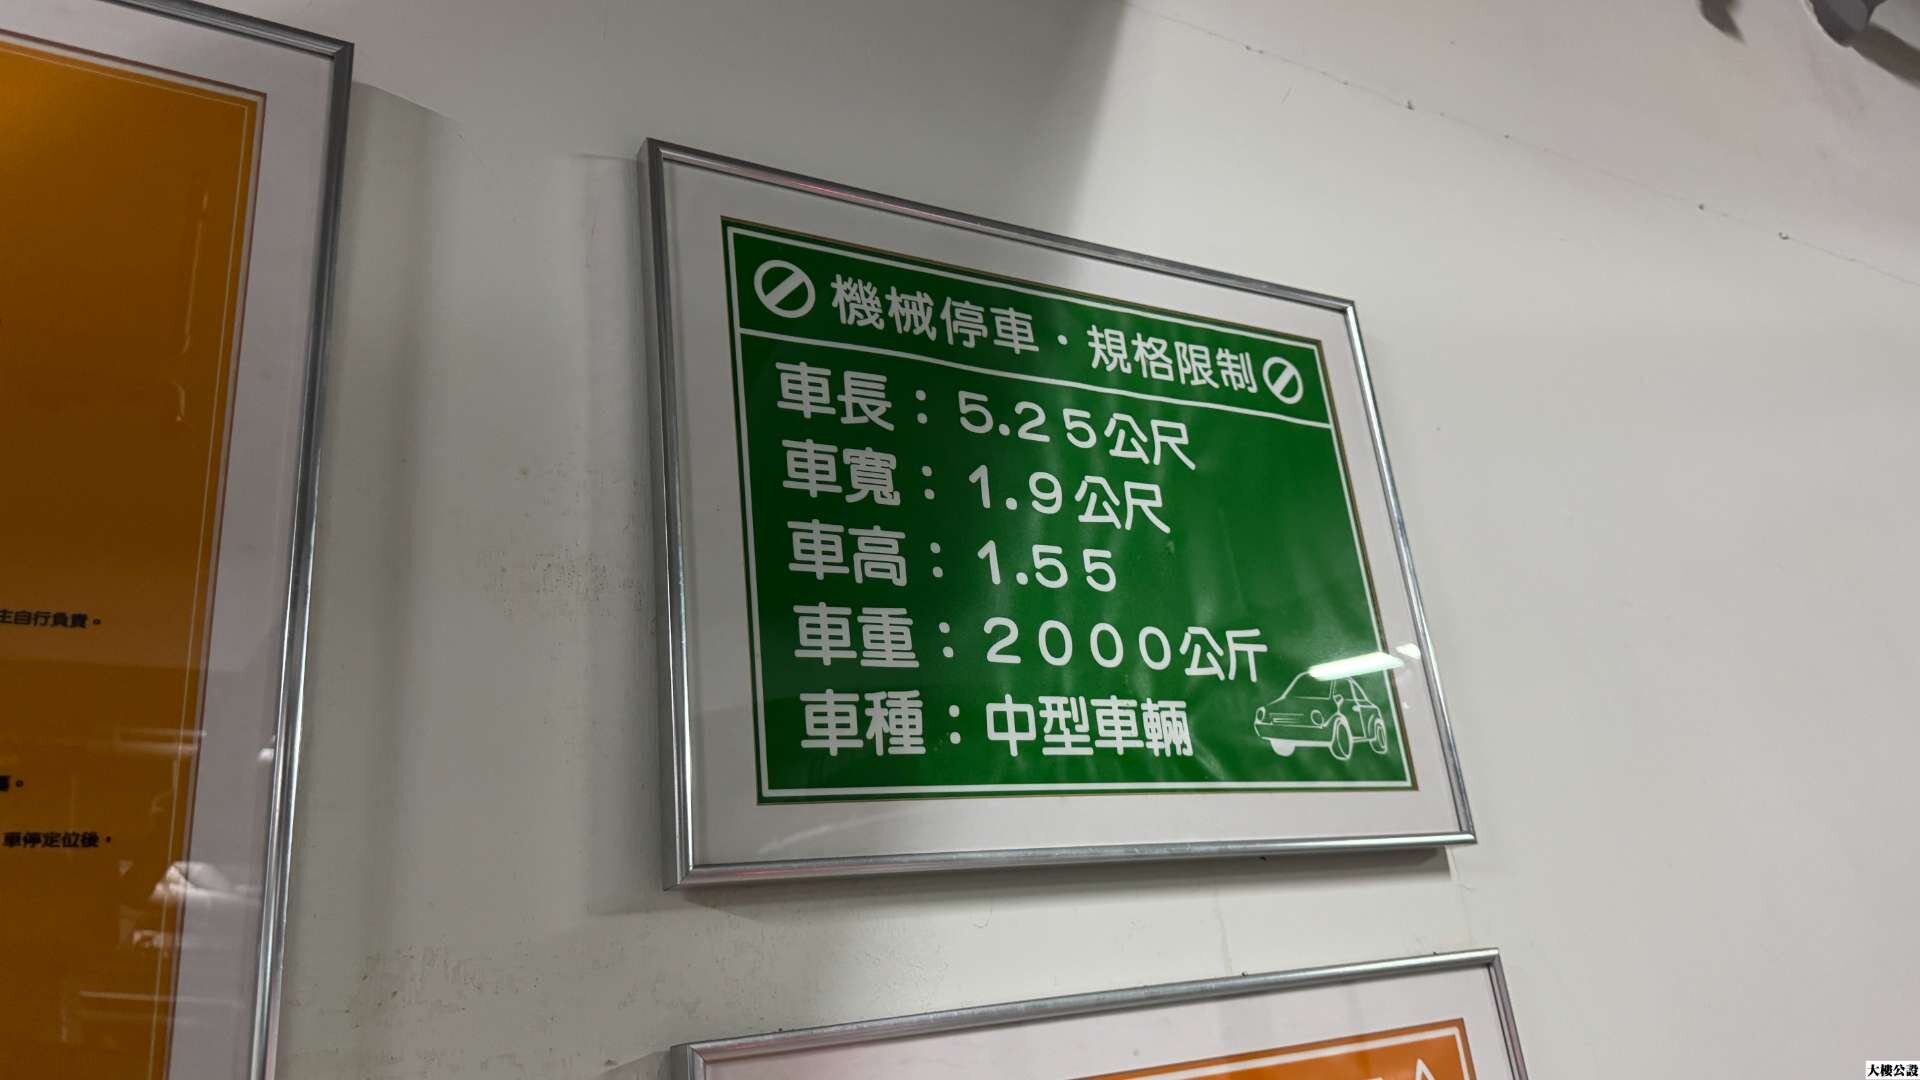 機械停車・規格限制
車長：5.25公尺
車寬：1.9公尺
車高：1.55
車重：2000公斤
車種：中型車輛
主自行負責。
車停定位後，
大樓公設